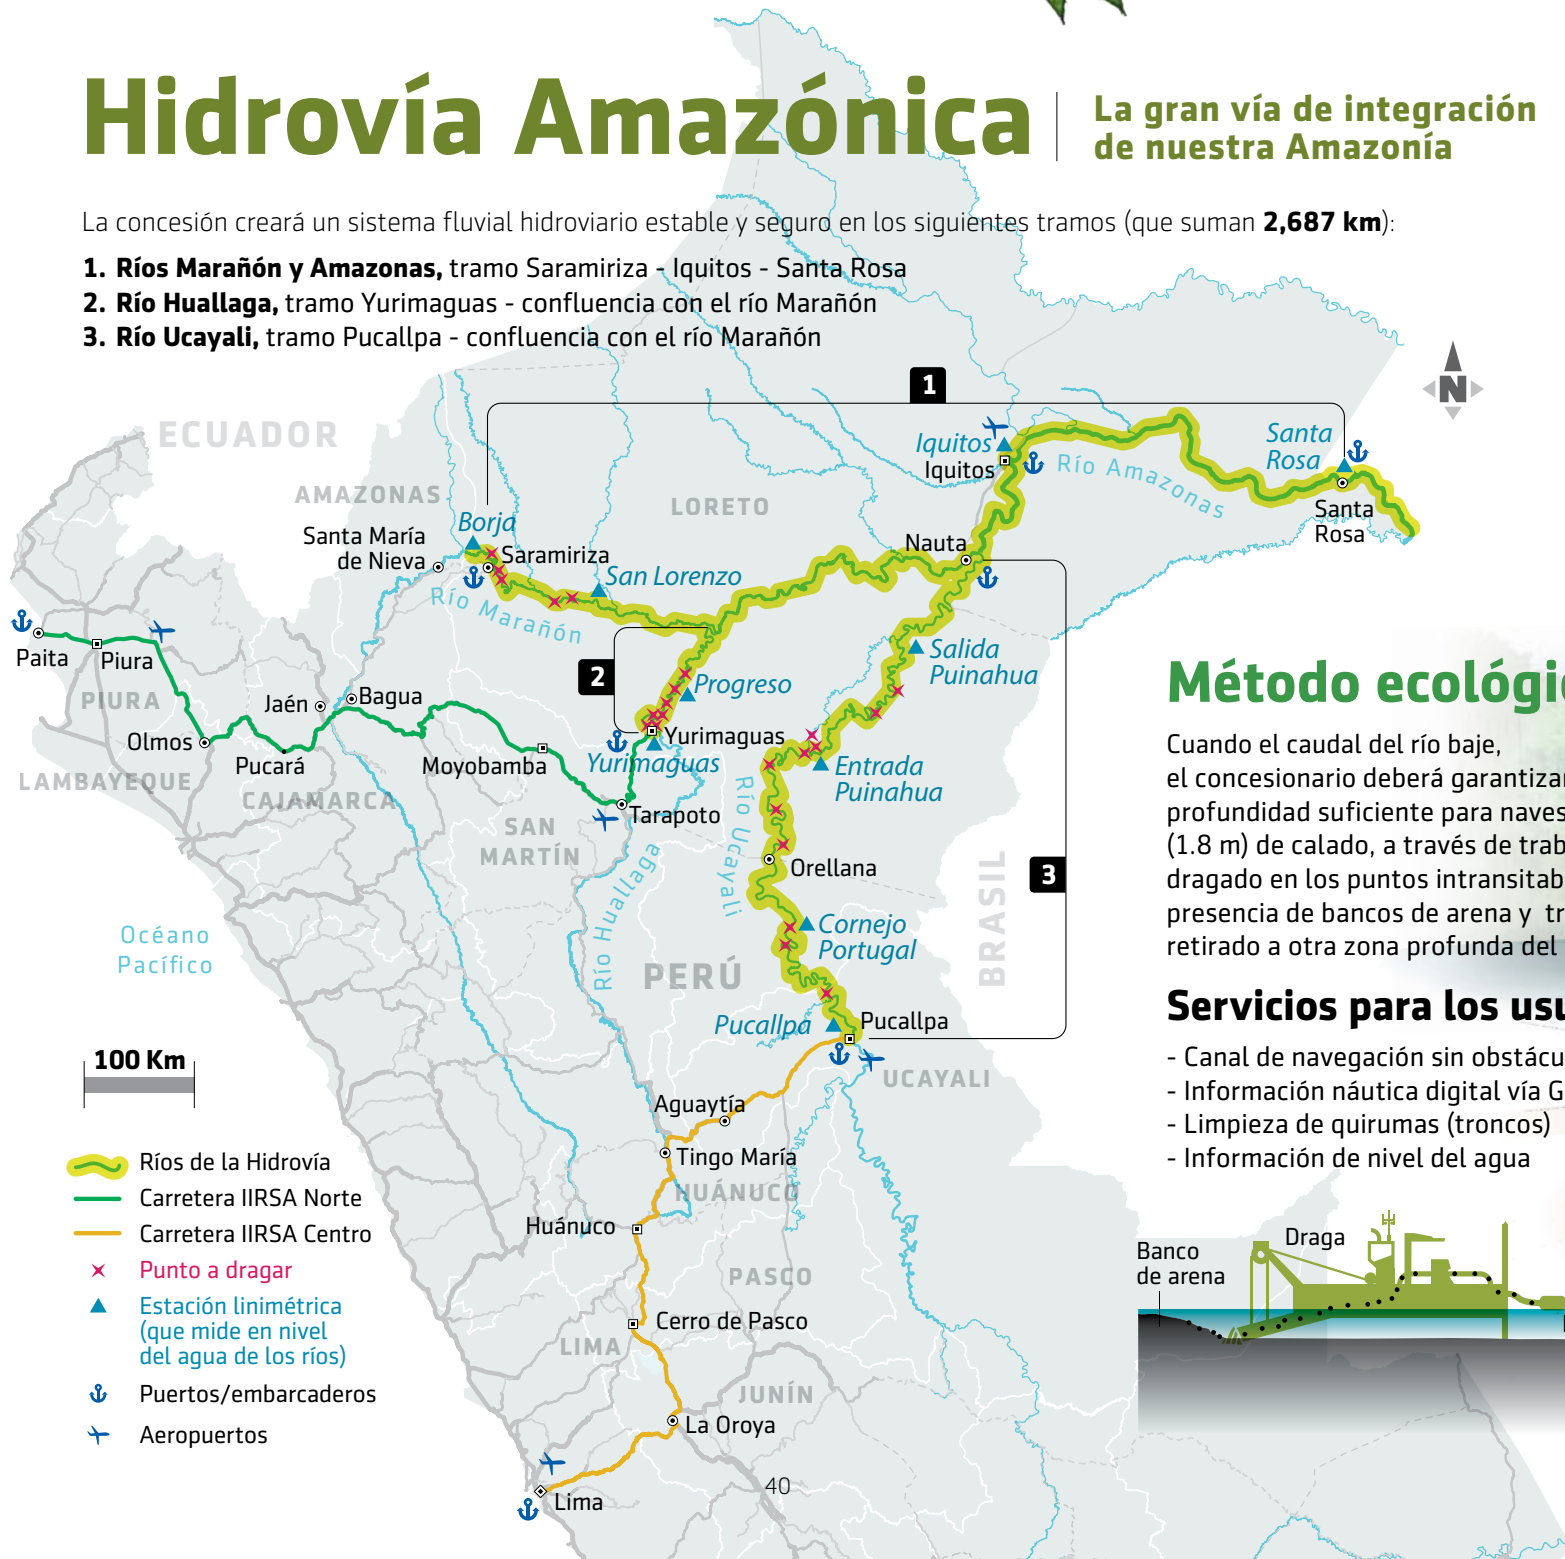 Hidrovía Amazónica
La gran vía de integración
de nuestra Amazonía
La concesión creará un sistema fluvial hidroviario estable y seguro en los siguientes tramos (que suman 2,687 km):
1. Ríos Marañón y Amazonas, tramo Saramiriza - Iquitos - Santa Rosa
2. Río Huallaga, tramo Yurimaguas - confluencia con el río Marañón
3. Río Ucayali, tramo Pucallpa - confluencia con el río Marañón
1
N
ECUADOR
AMAZONAS
LORETO
Iquitos
Iquitos
Río Amazonas
Santa
Rosa
Santa
Rosa
Borja
Santa María
de Nieva
Saramiriza
San Lorenzo
Río Marañón
Nauta
Paita
Piura
PIURA
2
Progreso
Salida
Puinahua
Jaén
Bagua
Olmos
Pucará
Moyobamba
Yurimaguas
Yurimaguas
Entrada
Puinahua
LAMBAYEQUE
CAJAMARCA
SAN
MARTÍN
Tarapoto
Río Ucayali
Río Huallaga
Orellana
BRASIL
3
Cornejo
Portugal
Océano
Pacífico
PERÚ
Pucallpa
Pucallpa
UCAYALI
Aguaytía
Tingo María
HUÁNUCO
Huánuco
PASCO
Cerro de Pasco
LIMA
JUNÍN
La Oroya
Lima
40
100 Km
Ríos de la Hidrovía
Carretera IIRSA Norte
Carretera IIRSA Centro
Punto a dragar
Estación linimétrica
(que mide en nivel
del agua de los ríos)
Puertos/embarcaderos
Aeropuertos
Método ecológi
Cuando el caudal del río baje,
el concesionario deberá garantizar
profundidad suficiente para naves
(1.8 m) de calado, a través de trab
dragado en los puntos intransitab
presencia de bancos de arena y tr
retirado a otra zona profunda del
Servicios para los usu
- Canal de navegación sin obstácu
- Información náutica digital vía G
- Limpieza de quirumas (troncos)
- Información de nivel del agua
Banco
de arena
Draga